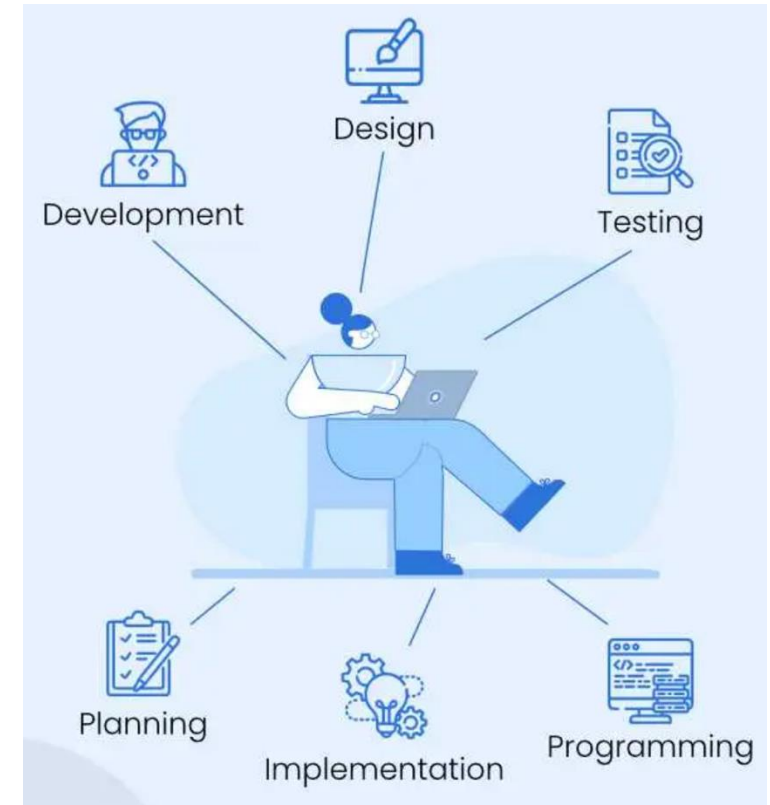 Design
Development
Testing
Planning
Implementation
Programming